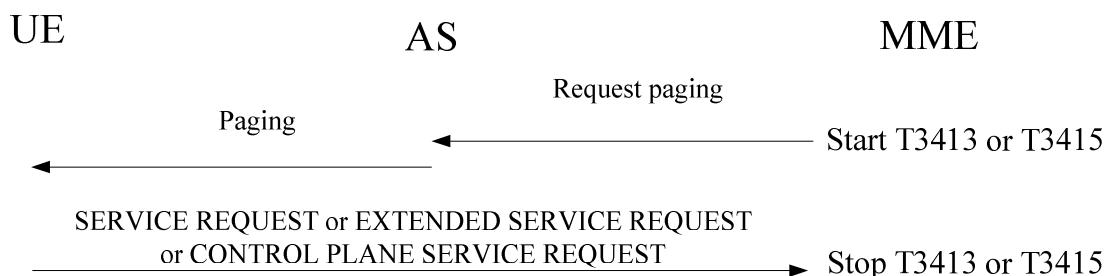 UE
AS
MME
Request paging
Paging
Start T3413 or T3415
SERVICE REQUEST or EXTENDED SERVICE REQUEST
or CONTROL PLANE SERVICE REQUEST
Stop T3413 or T3415